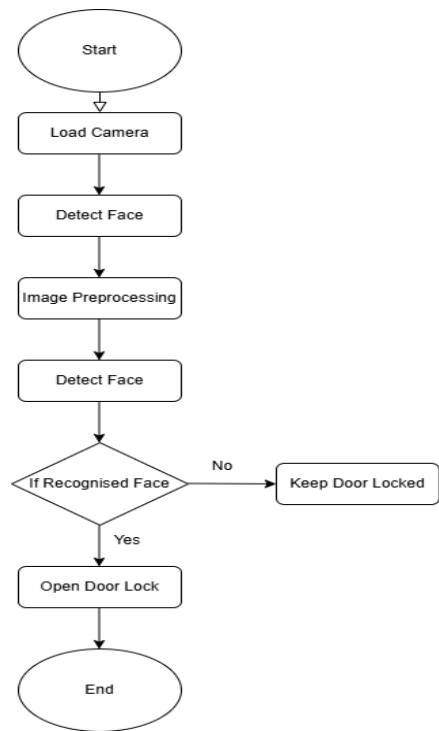 Start
Load Camera
Detect Face
Image Preprocessing
Detect Face
If Recognised Face
No
Keep Door Locked
Yes
Open Door Lock
End